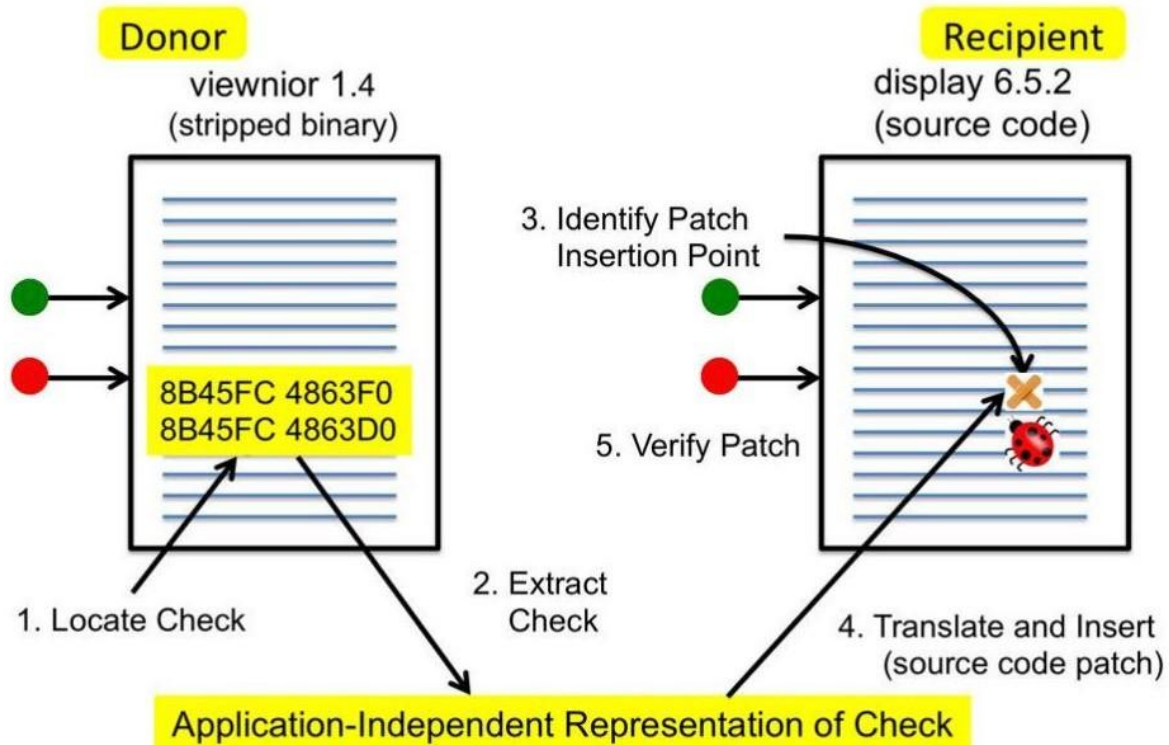 Donor
viewnior 1.4
(stripped binary)
Recipient
display 6.5.2
(source code)
3. Identify Patch
Insertion Point
8B45FC 4863F0
8B45FC 4863D0
5. Verify Patch
1. Locate Check
2. Extract
Check
4. Translate and Insert
(source code patch)
Application-Independent Representation of Check